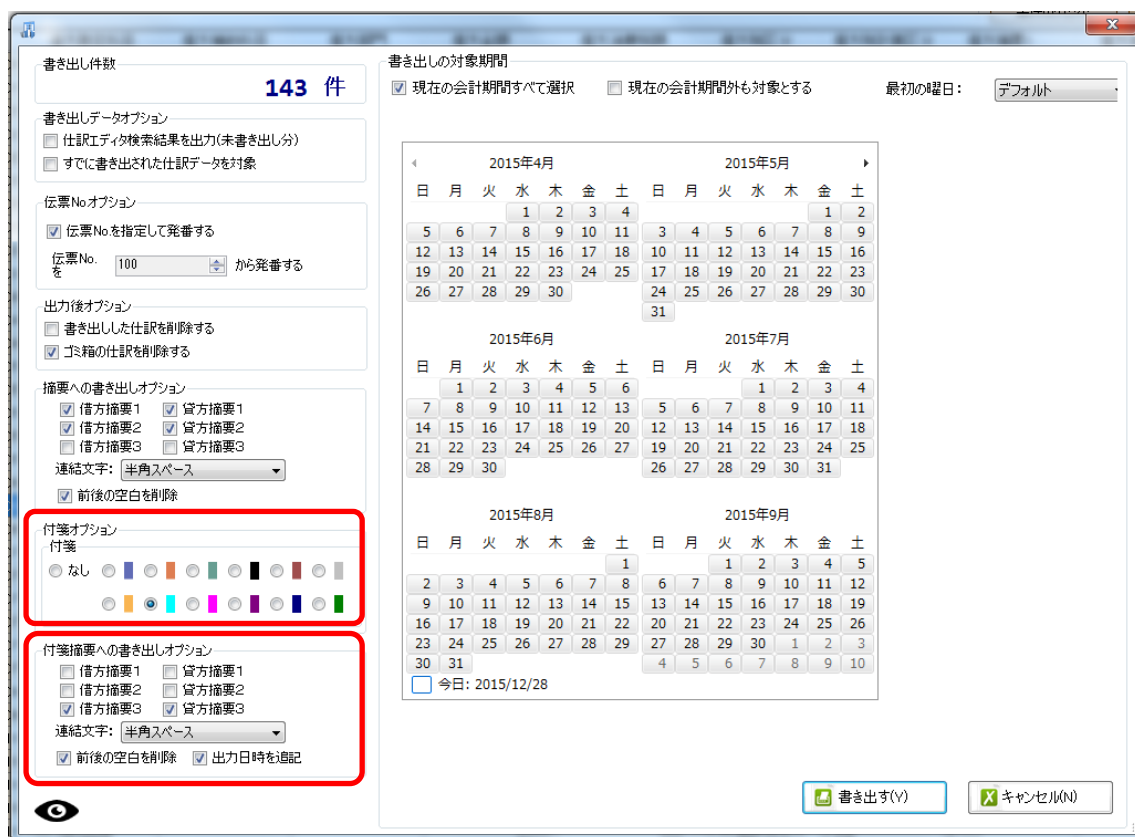 書き出し件数
143 件
書き出しデータオプション
仕訳エディタ検索結果を出力(未書き出し分)
すでに書き出された仕訳データを対象
伝票Noオプション
伝票No.を指定して発番する
伝票No.を 100 から発番する
出力後オプション
書き出しした仕訳を削除する
ゴミ箱の仕訳を削除する
摘要への書き出しオプション
借方摘要1 貸方摘要1
借方摘要2 貸方摘要2
借方摘要3 貸方摘要3
連結文字: 半角スペース
前後の空白を削除
付箋オプション
付箋
なし
付箋摘要への書き出しオプション
借方摘要1 貸方摘要1
借方摘要2 貸方摘要2
借方摘要3 貸方摘要3
連結文字: 半角スペース
前後の空白を削除 出力日時を追記
書き出しの対象期間
現在の会計期間すべて選択 現在の会計期間外も対象とする 最初の曜日: デフォルト
2015年4月 2015年5月
日 月 火 水 木 金 土 日 月 火 水 木 金 土
1 2 3 4 1 2
5 6 7 8 9 10 11 3 4 5 6 7 8 9
12 13 14 15 16 17 18 10 11 12 13 14 15 16
19 20 21 22 23 24 25 17 18 19 20 21 22 23
26 27 28 29 30 24 25 26 27 28 29 30
31
2015年6月 2015年7月
日 月 火 水 木 金 土 日 月 火 水 木 金 土
1 2 3 4 5 6 1 2 3 4
7 8 9 10 11 12 13 5 6 7 8 9 10 11
14 15 16 17 18 19 20 12 13 14 15 16 17 18
21 22 23 24 25 26 27 19 20 21 22 23 24 25
28 29 30 26 27 28 29 30 31
2015年8月 2015年9月
日 月 火 水 木 金 土 日 月 火 水 木 金 土
1 1 2 3 4 5
2 3 4 5 6 7 8 6 7 8 9 10 11 12
9 10 11 12 13 14 15 13 14 15 16 17 18 19
16 17 18 19 20 21 22 20 21 22 23 24 25 26
23 24 25 26 27 28 29 27 28 29 30 1 2 3
30 31 4 5 6 7 8 9 10
今日: 2015/12/28
書き出す(Y) キャンセル(N)